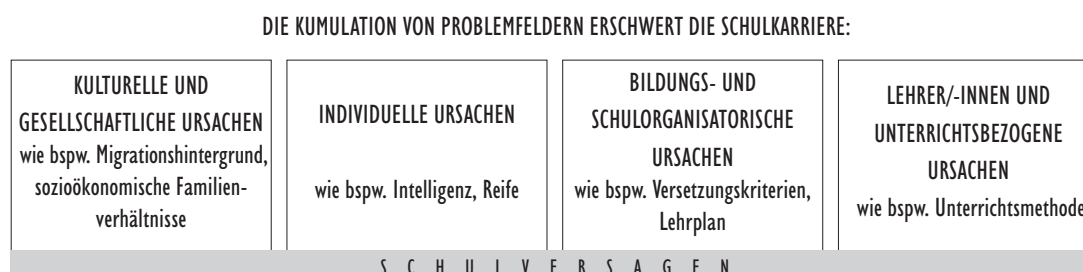 DIE KUMULATION VON PROBLEMFELDERN ERSCHWERT DIE SCHULKARRIERE:
KULTURELLE UND
GESELLSCHAFTLICHE URSACHEN
wie bspw. Migrationshintergrund,
sozioökonomische Familien-
verhältnisse
INDIVIDUELLE URSACHEN
wie bspw. Intelligenz, Reife
BILDUNGS- UND
SCHULORGANISATORISCHE
URSACHEN
wie bspw. Versetzungskriterien,
Lehrplan
LEHRER/-INNEN UND
UNTERRICHTSBEZOGENE
URSACHEN
wie bspw. Unterrichtsmethode
S C H U L V E R S A G E N